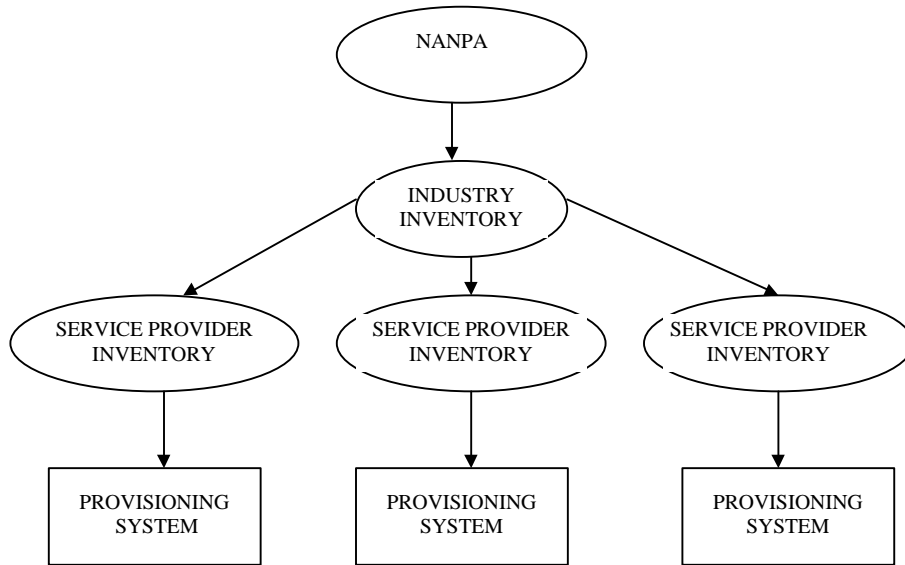 NANPA
INDUSTRY
INVENTORY
SERVICE PROVIDER
INVENTORY
SERVICE PROVIDER
INVENTORY
SERVICE PROVIDER
INVENTORY
PROVISIONING
SYSTEM
PROVISIONING
SYSTEM
PROVISIONING
SYSTEM